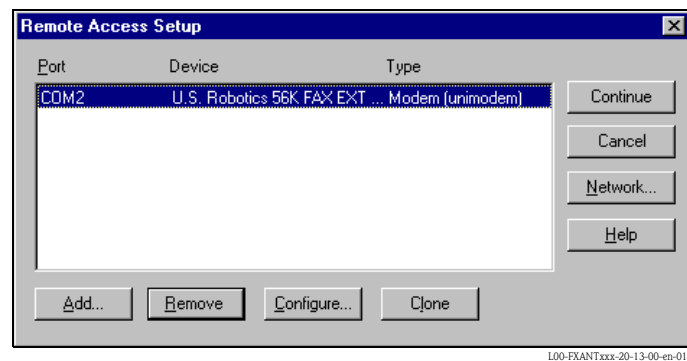 Remote Access Setup
Port Device Type
COM2 U.S. Robotics 56K FAX EXT ... Modem (unimodem)
Continue
Cancel
Network...
Help
Add... Remove Configure... Clone
L00-FXANTxxx-20-13-00-en-01